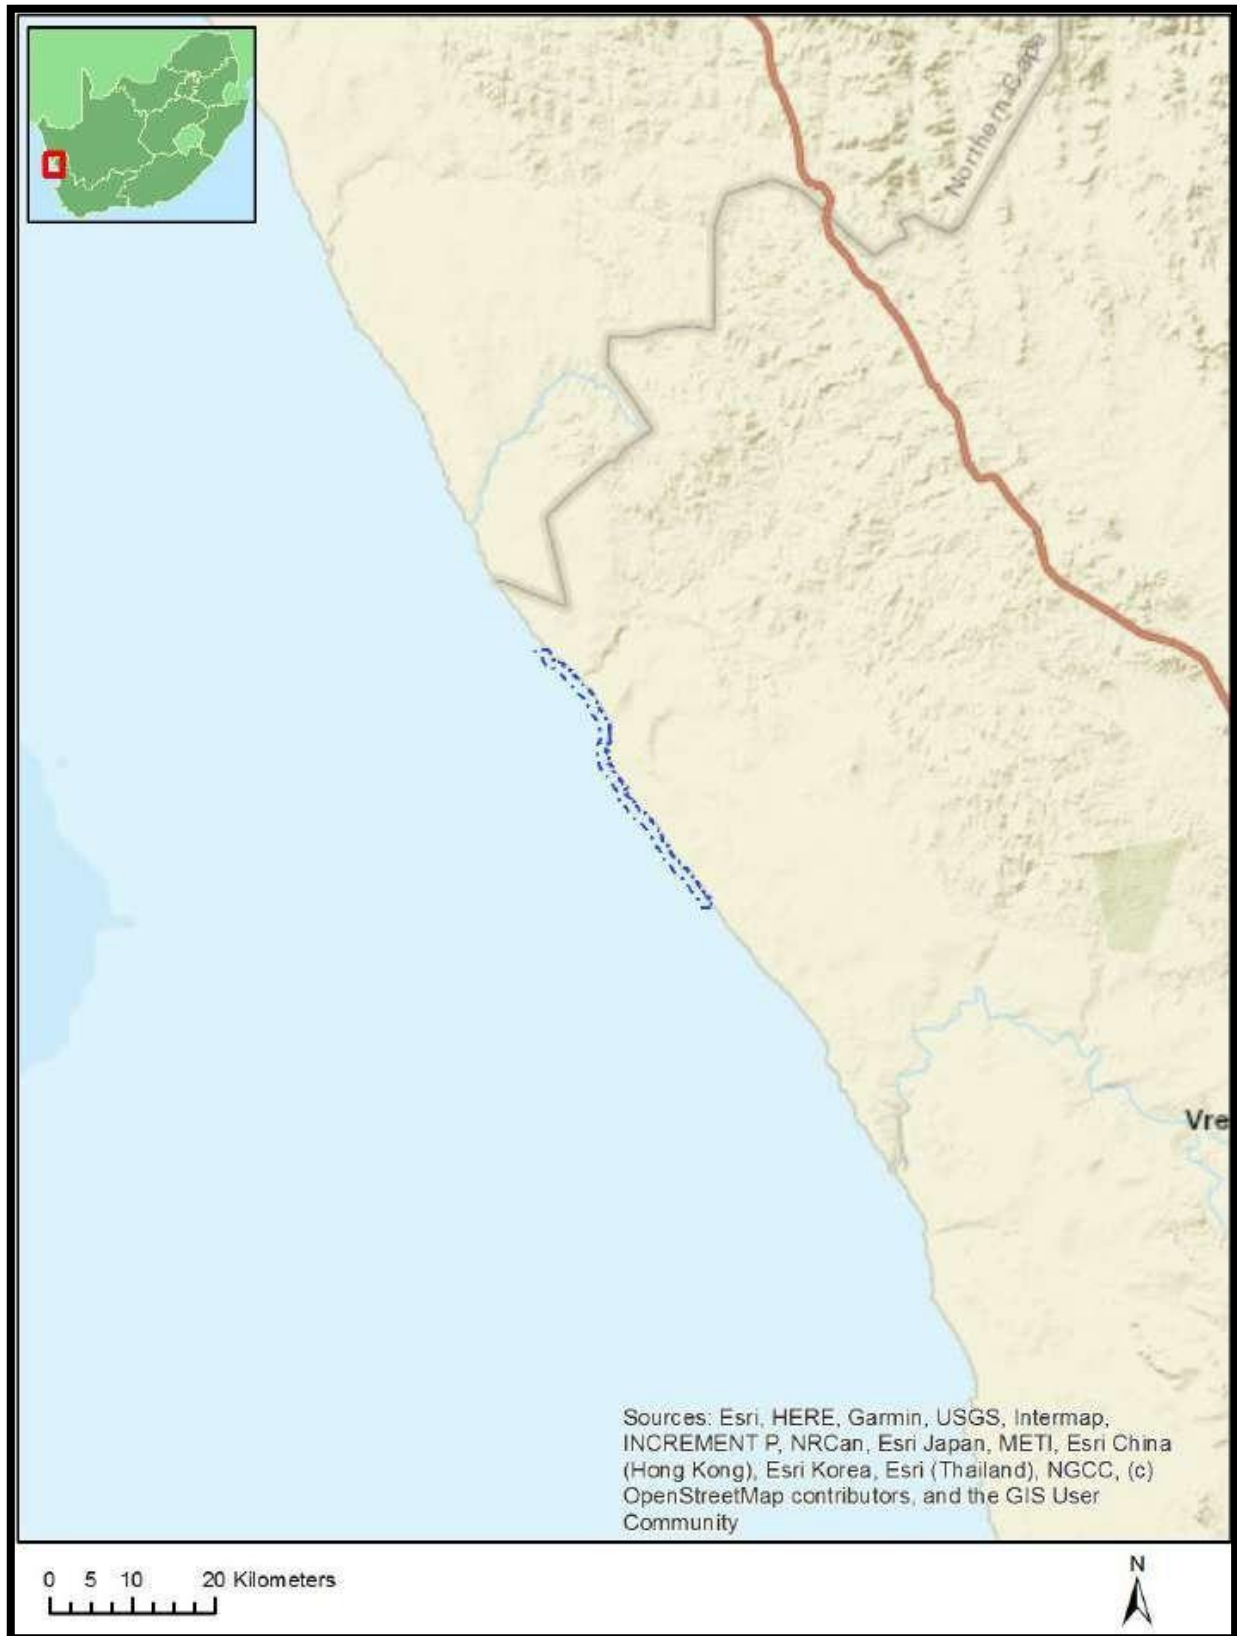 Northern Cape
Vre
Sources: Esri, HERE, Garmin, USGS, Intermap,
INCREMENT P, NRCan, Esri Japan, METI, Esri China
(Hong Kong), Esri Korea, Esri (Thailand), NGCC, (c)
OpenStreetMap contributors, and the GIS User
Community
0 5 10 20 Kilometers
N